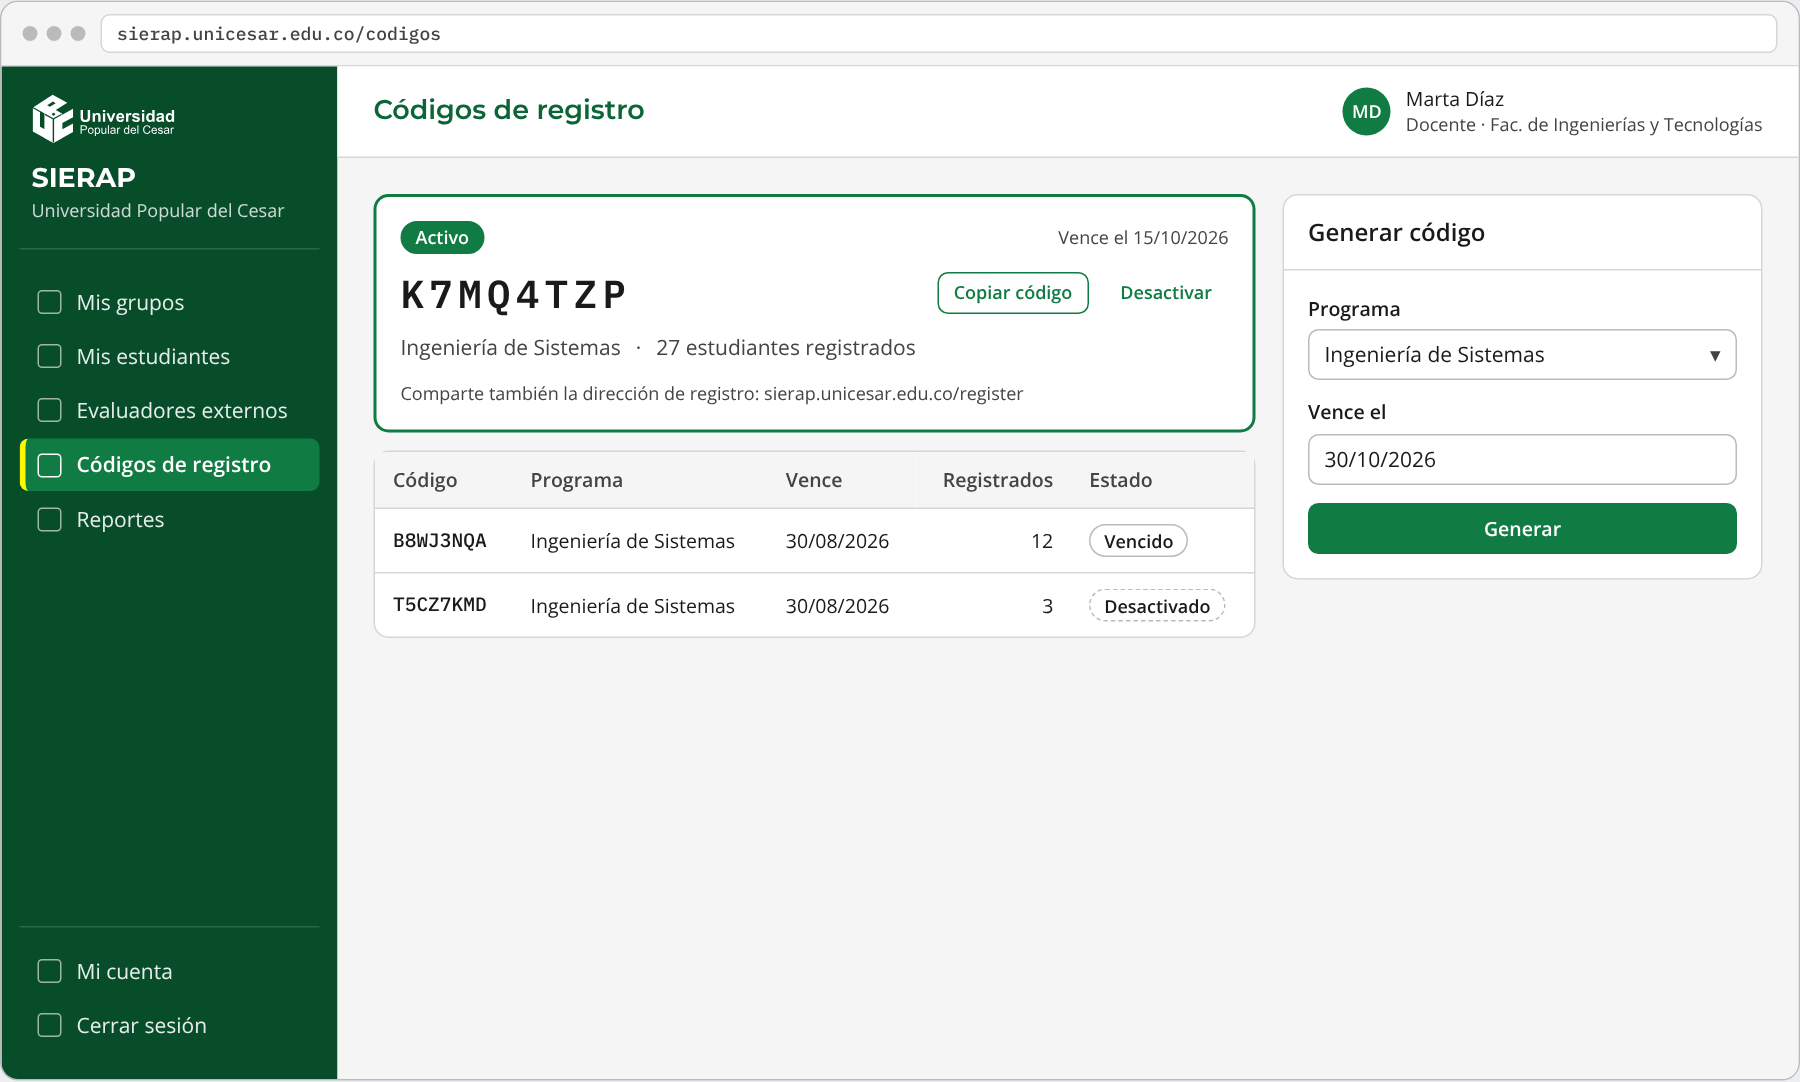 sierap.unicesar.edu.co/codigos
Universidad
Popular del Cesar
SIERAP
Universidad Popular del Cesar
Mis grupos
Mis estudiantes
Evaluadores externos
Códigos de registro
Reportes
Mi cuenta
Cerrar sesión
Códigos de registro
MD
Marta Díaz
Docente · Fac. de Ingenierías y Tecnologías
Activo
Vence el 15/10/2026
K7MQ4TZP
Copiar código
Desactivar
Ingeniería de Sistemas · 27 estudiantes registrados
Comparte también la dirección de registro: sierap.unicesar.edu.co/register
Código Programa Vence Registrados Estado
B8WJ3NQA Ingeniería de Sistemas 30/08/2026 12 Vencido
T5CZ7KMD Ingeniería de Sistemas 30/08/2026 3 Desactivado
Generar código
Programa
Ingeniería de Sistemas
Vence el
30/10/2026
Generar